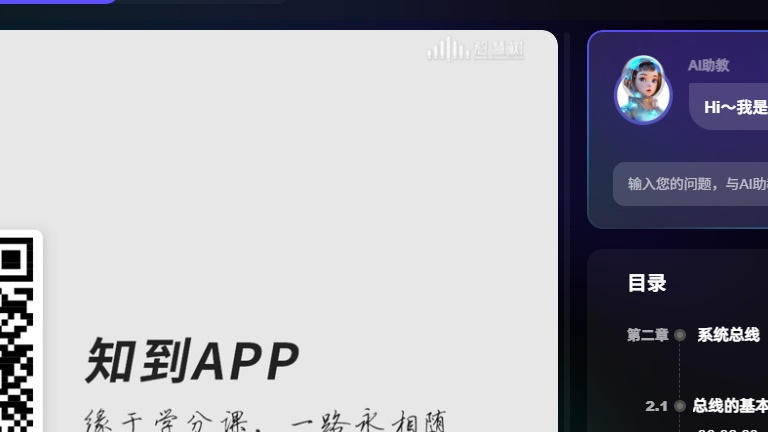 智慧树
AI助教
Hi～我是
输入您的问题，与AI助
目录
第二章 系统总线
2.1 总线的基本
知到APP
缘于学分课，一路永相随